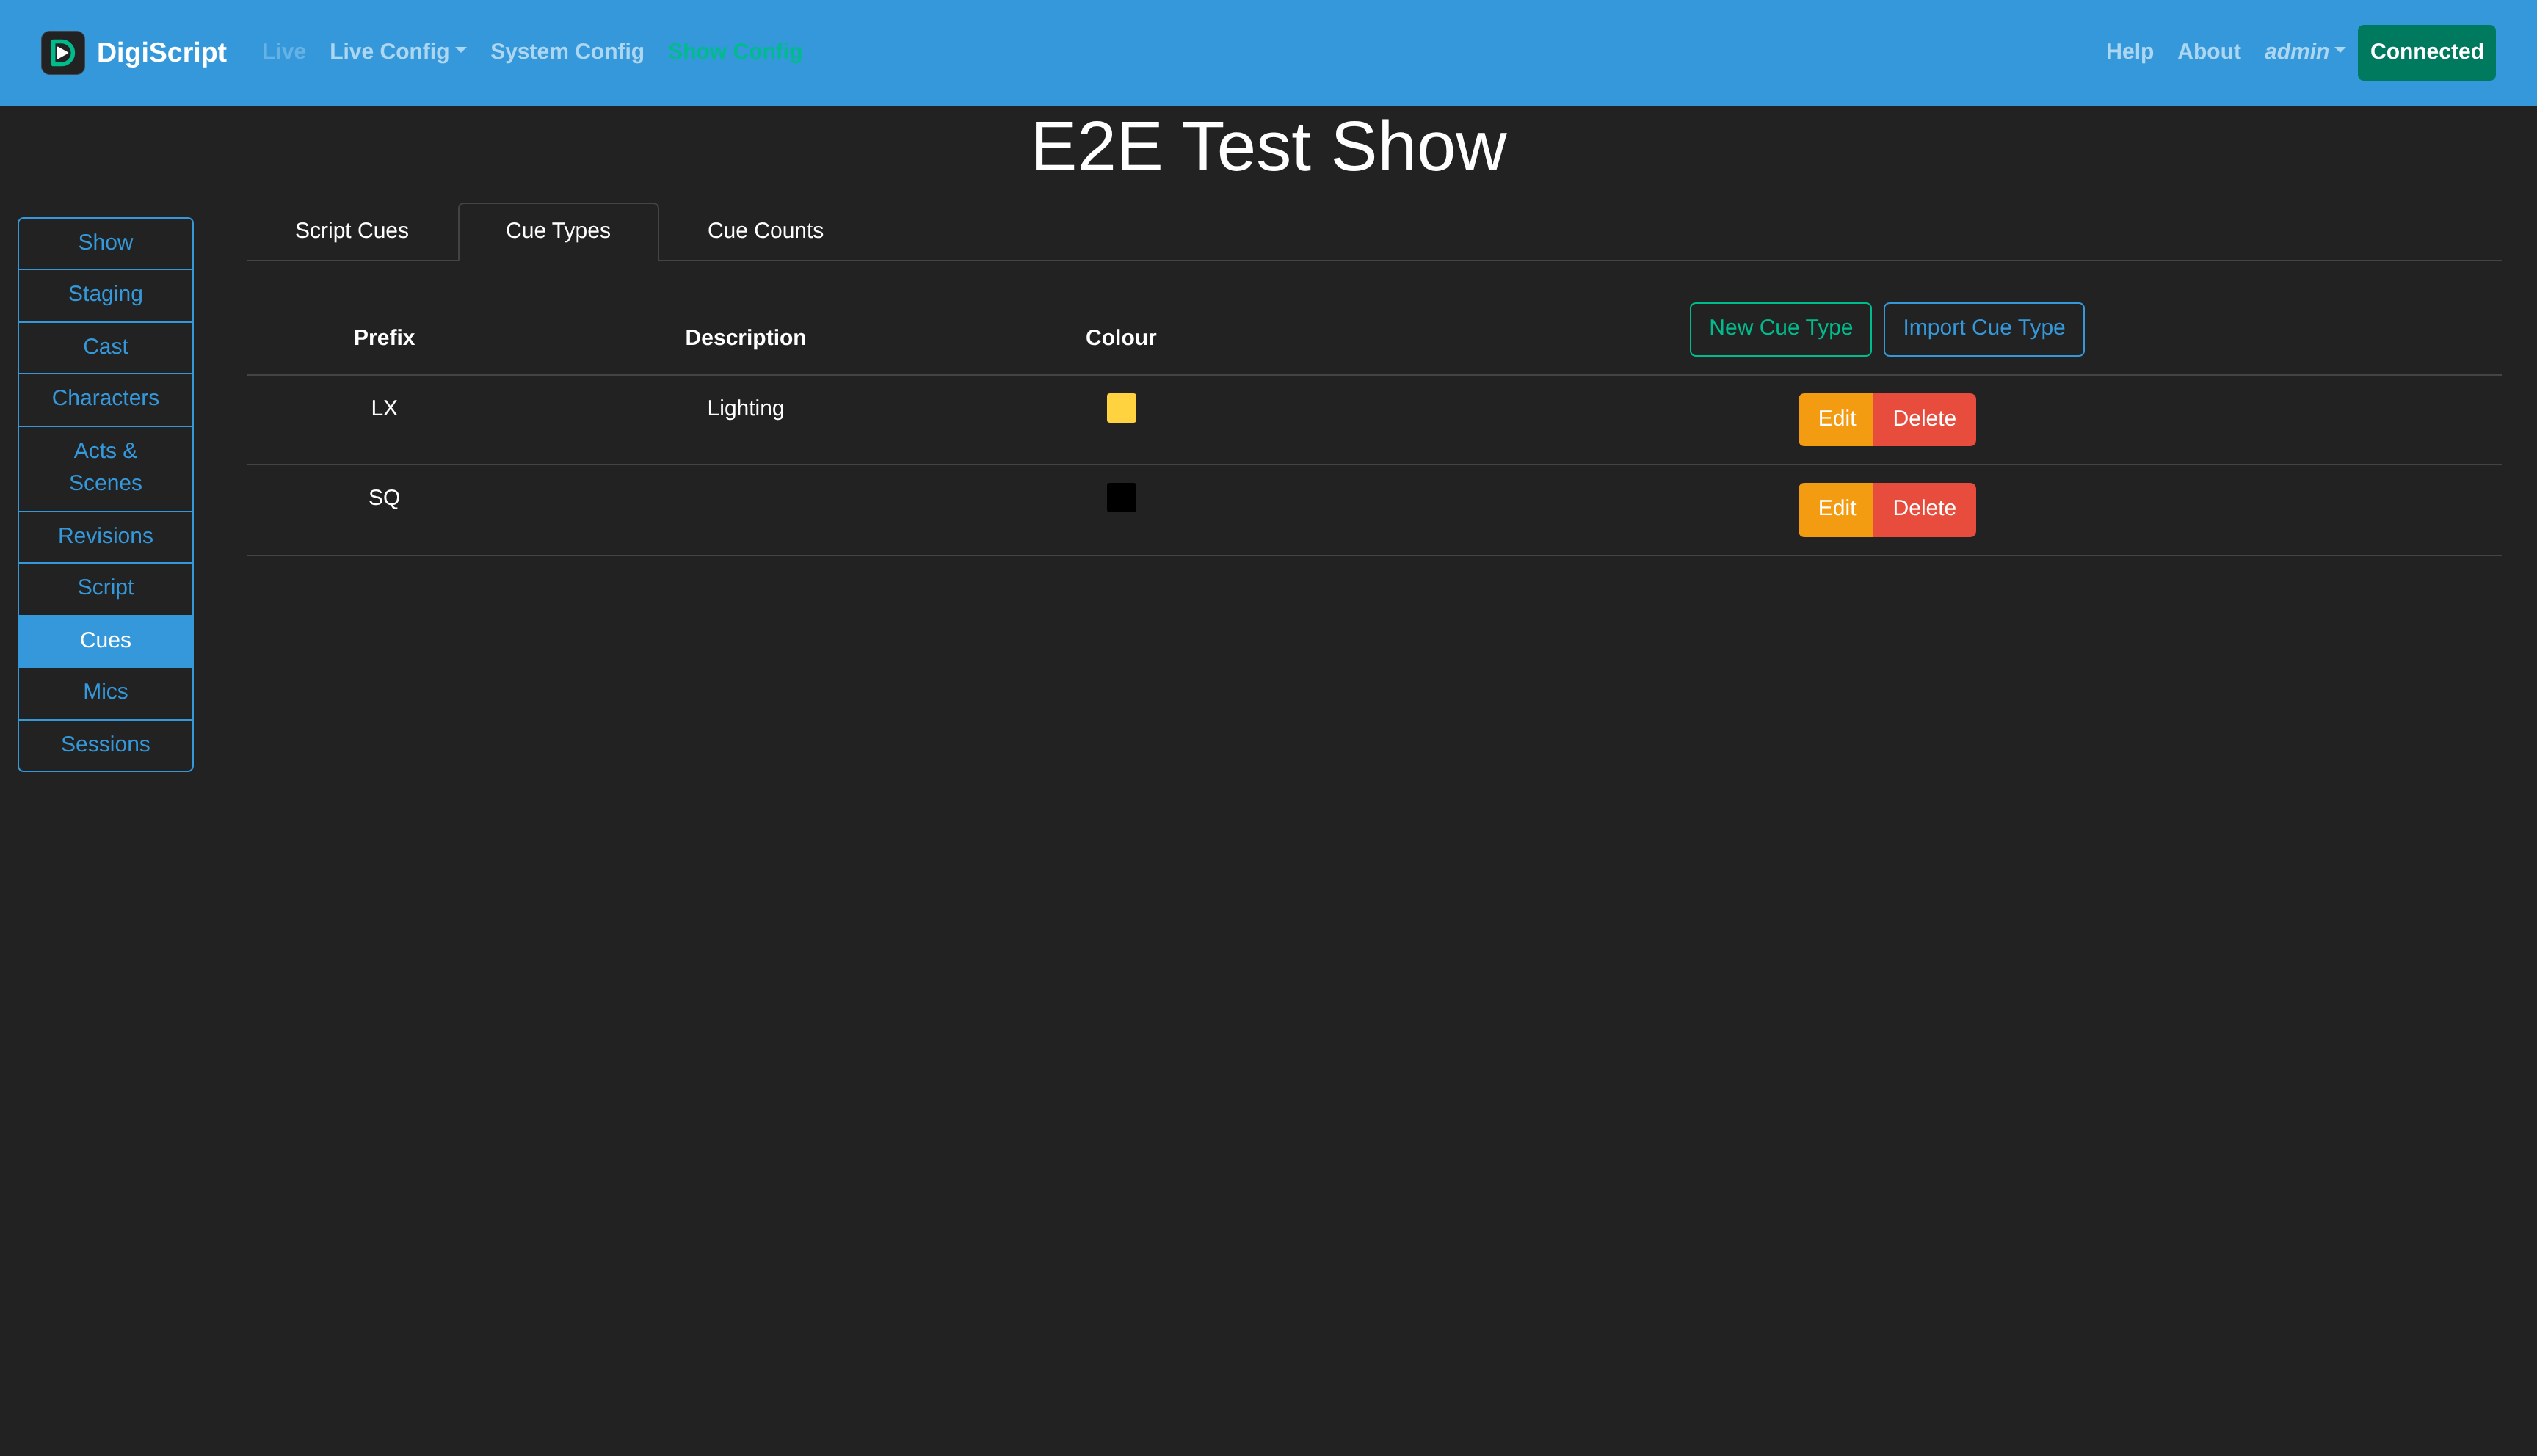 DigiScript Live Live Config System Config Show Config Help About admin Connected
E2E Test Show
Show
Staging
Cast
Characters
Acts &
Scenes
Revisions
Script
Cues
Mics
Sessions
Script Cues Cue Types Cue Counts
Prefix Description Colour New Cue Type Import Cue Type
LX Lighting Edit Delete
SQ Edit Delete